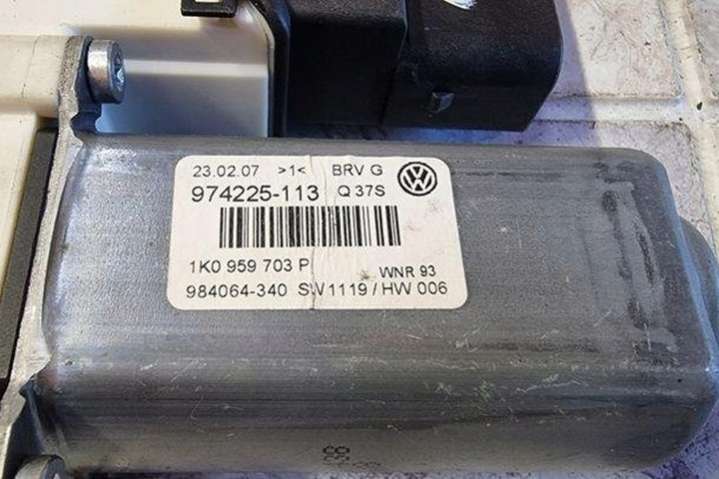 23.02.07 >1< BRV G
974225-113 Q 37S
1K0 959 703 P WNR 93
984064-340 SW1119 / HW 006